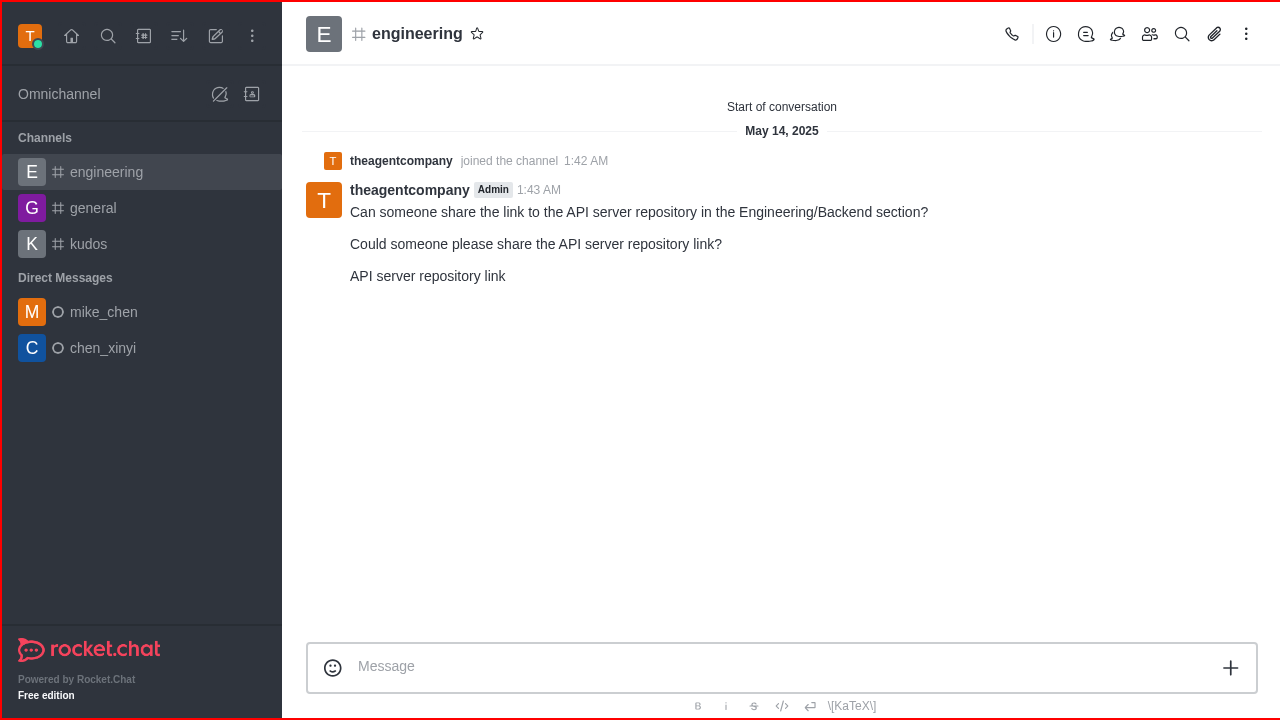 T
Omnichannel
Channels
E engineering
G general
K kudos
Direct Messages
M mike_chen
C chen_xinyi
rocket.chat
Powered by Rocket.Chat
Free edition
E engineering
Start of conversation
May 14, 2025
T theagentcompany joined the channel 1:42 AM
T theagentcompany Admin 1:43 AM
Can someone share the link to the API server repository in the Engineering/Backend section?
Could someone please share the API server repository link?
API server repository link
Message
B i S \[KaTeX\]